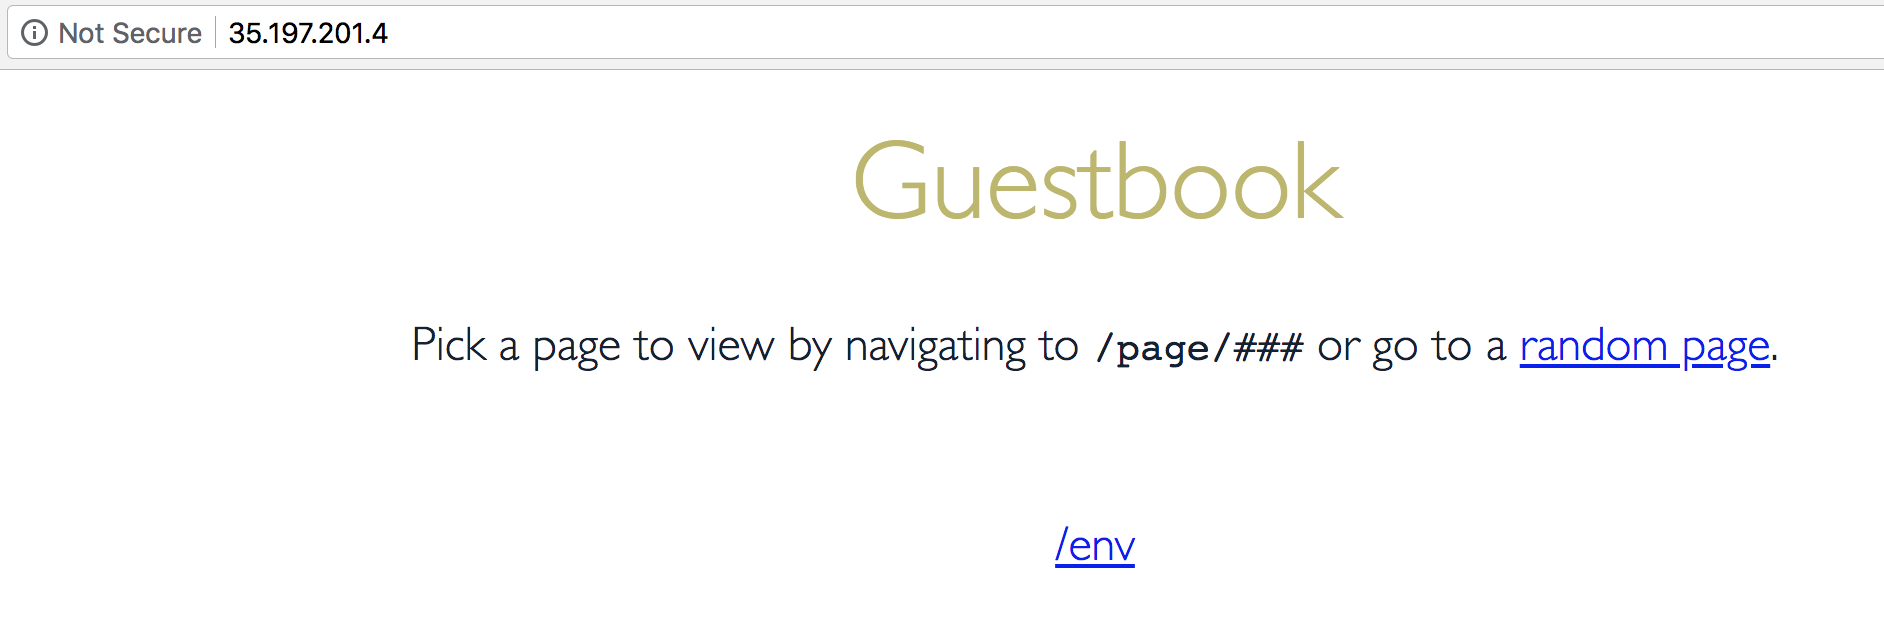 Not Secure 35.197.201.4
Guestbook
Pick a page to view by navigating to /page/### or go to a random page.
/env